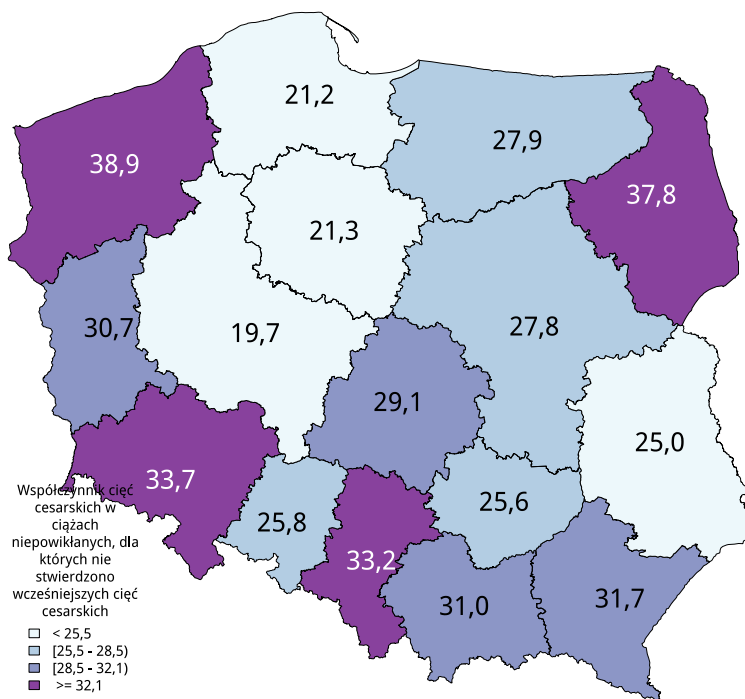 21,2
27,9
38,9
37,8
21,3
30,7
19,7
27,8
29,1
25,0
33,7
25,6
25,8
33,2
31,0
31,7
Współczynnik cięć
cesarskich w
ciążach
niepowikłanych, dla
których nie
stwierdzono
wcześniejszych cięć
cesarskich
< 25,5
[25,5 - 28,5)
[28,5 - 32,1)
>= 32,1